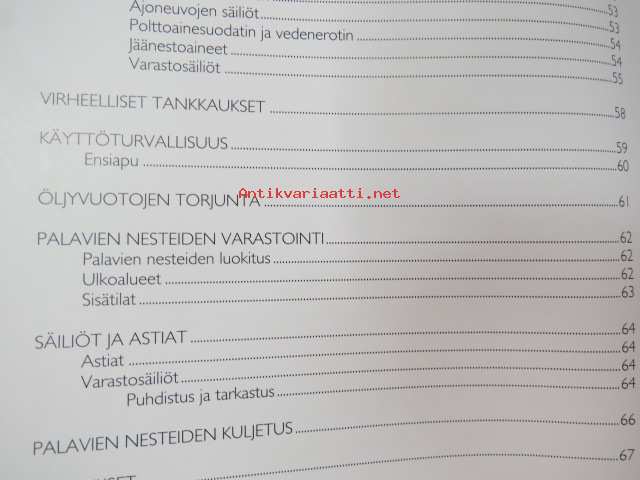 53
Ajoneuvojen säiliöt 53
Polttoainesuodatin ja vedenerotin 54
Jäänestoaineet 54
Varastosäiliöt 55
VIRHEELLISET TANKKAUKSET 58
KÄYTTÖTURVALLISUUS 59
Ensiapu 60
Antikvariaatti.net
ÖLJYVUOTOJEN TORJUNTA 61
PALAVIEN NESTEIDEN VARASTOINTI 62
Palavien nesteiden luokitus 62
Ulkoalueet 62
Sisätilat 63
SÄILIÖT JA ASTIAT 64
Astiat 64
Varastosäiliöt 64
Puhdistus ja tarkastus 64
PALAVIEN NESTEIDEN KULJETUS 66
67